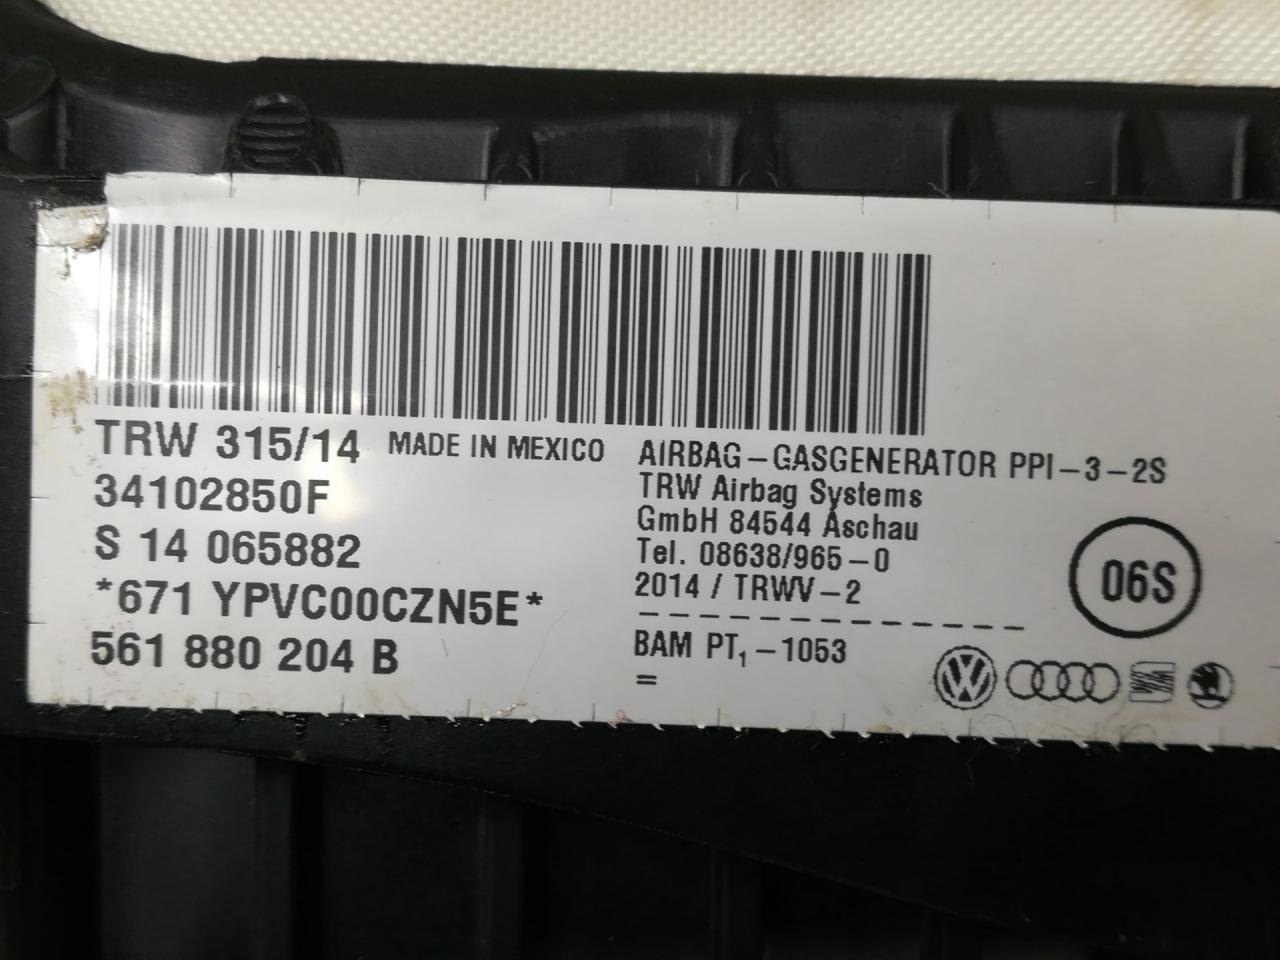 TRW 315/14 MADE IN MEXICO
34102850F
S 14 065882
*671 YPVC00CZN5E*
561 880 204 B
AIRBAG-GASGENERATOR PPI-3-2S
TRW Airbag Systems
GmbH 84544 Aschau
Tel. 08638/965-0
2014 / TRWV-2
BAM PT₁-1053
=
06S